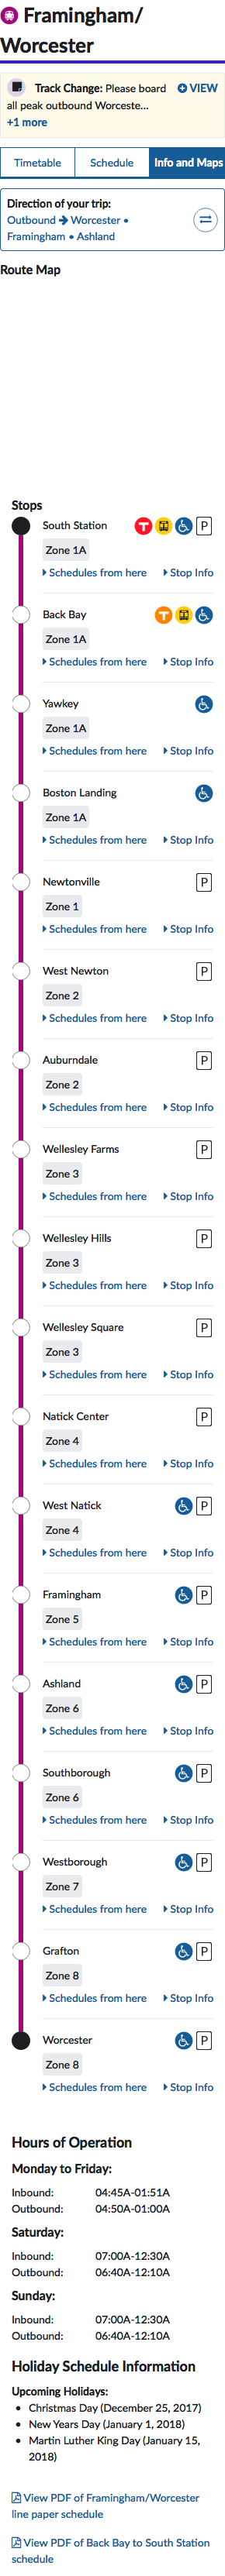 Framingham/
Worcester
Track Change: Please board
VIEW
all peak outbound Worceste...
+1 more
Timetable
Schedule
Info and Maps
Direction of your trip:
Outbound → Worcester •
Framingham • Ashland
Route Map
Stops
South Station
T
P
Zone 1A
Schedules from here
Stop Info
Back Bay
T
Zone 1A
Schedules from here
Stop Info
Yawkey
Zone 1A
Schedules from here
Stop Info
Boston Landing
Zone 1A
Schedules from here
Stop Info
Newtonville
P
Zone 1
Schedules from here
Stop Info
West Newton
P
Zone 2
Schedules from here
Stop Info
Auburndale
P
Zone 2
Schedules from here
Stop Info
Wellesley Farms
P
Zone 3
Schedules from here
Stop Info
Wellesley Hills
P
Zone 3
Schedules from here
Stop Info
Wellesley Square
P
Zone 3
Schedules from here
Stop Info
Natick Center
P
Zone 4
Schedules from here
Stop Info
West Natick
P
Zone 4
Schedules from here
Stop Info
Framingham
P
Zone 5
Schedules from here
Stop Info
Ashland
P
Zone 6
Schedules from here
Stop Info
Southborough
P
Zone 6
Schedules from here
Stop Info
Westborough
P
Zone 7
Schedules from here
Stop Info
Grafton
P
Zone 8
Schedules from here
Stop Info
Worcester
P
Zone 8
Schedules from here
Stop Info
Hours of Operation
Monday to Friday:
Inbound: 04:45A-01:51A
Outbound: 04:50A-01:00A
Saturday:
Inbound: 07:00A-12:30A
Outbound: 06:40A-12:10A
Sunday:
Inbound: 07:00A-12:30A
Outbound: 06:40A-12:10A
Holiday Schedule Information
Upcoming Holidays:
• Christmas Day (December 25, 2017)
• New Years Day (January 1, 2018)
• Martin Luther King Day (January 15,
2018)
View PDF of Framingham/Worcester
line paper schedule
View PDF of Back Bay to South Station
schedule